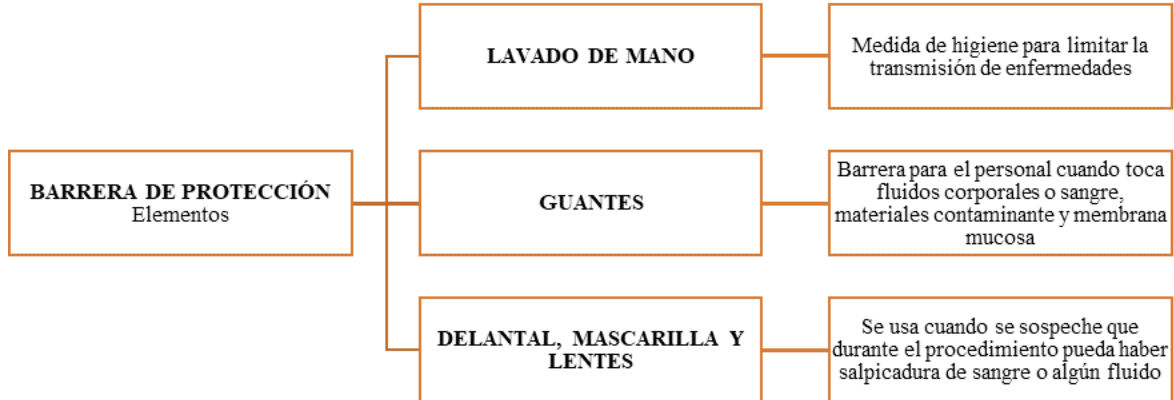 LAVADO DE MANO
Medida de higiene para limitar la
transmisión de enfermedades
BARRERA DE PROTECCIÓN
Elementos
GUANTES
Barrera para el personal cuando toca
fluidos corporales o sangre,
materiales contaminante y membrana
mucosa
DELANTAL, MASCARILLA Y
LENTES
Se usa cuando se sospeche que
durante el procedimiento pueda haber
salpicadura de sangre o algún fluido